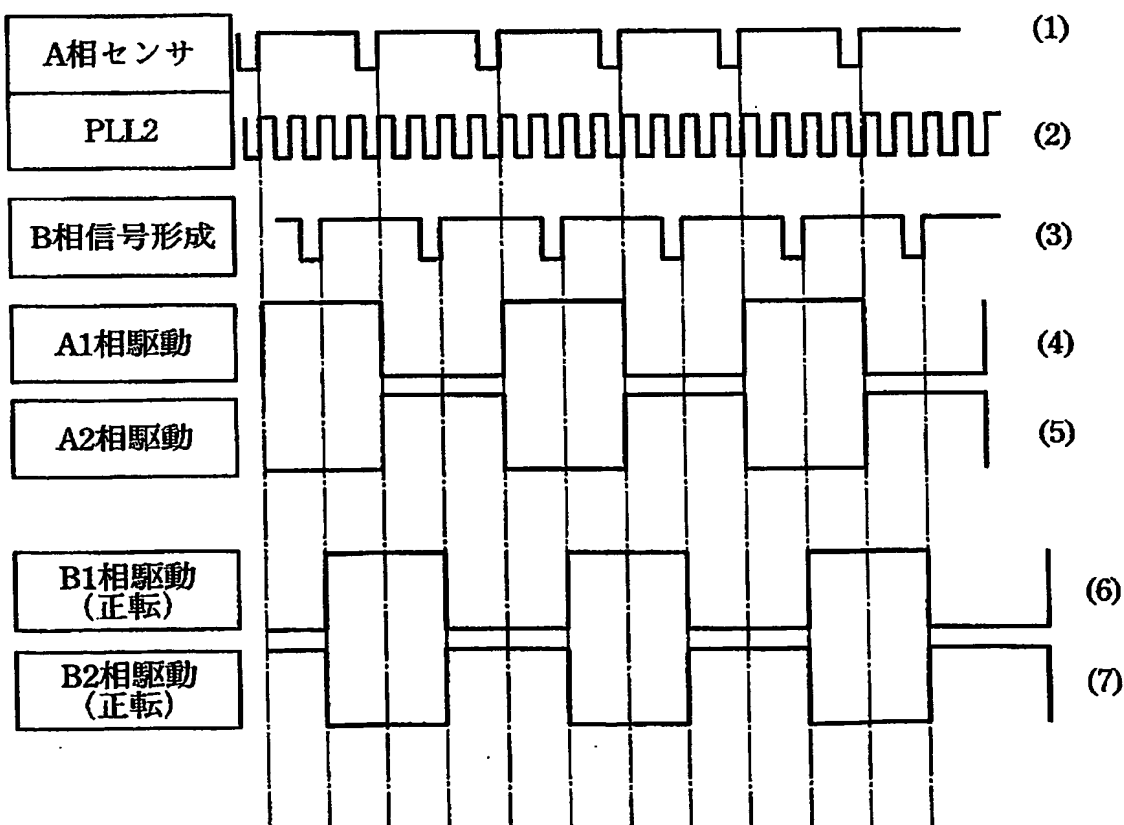 A相センサ
(1)
PLL2
(2)
B相信号形成
(3)
A1相駆動
(4)
A2相駆動
(5)
B1相駆動
(正転)
(6)
B2相駆動
(正転)
(7)